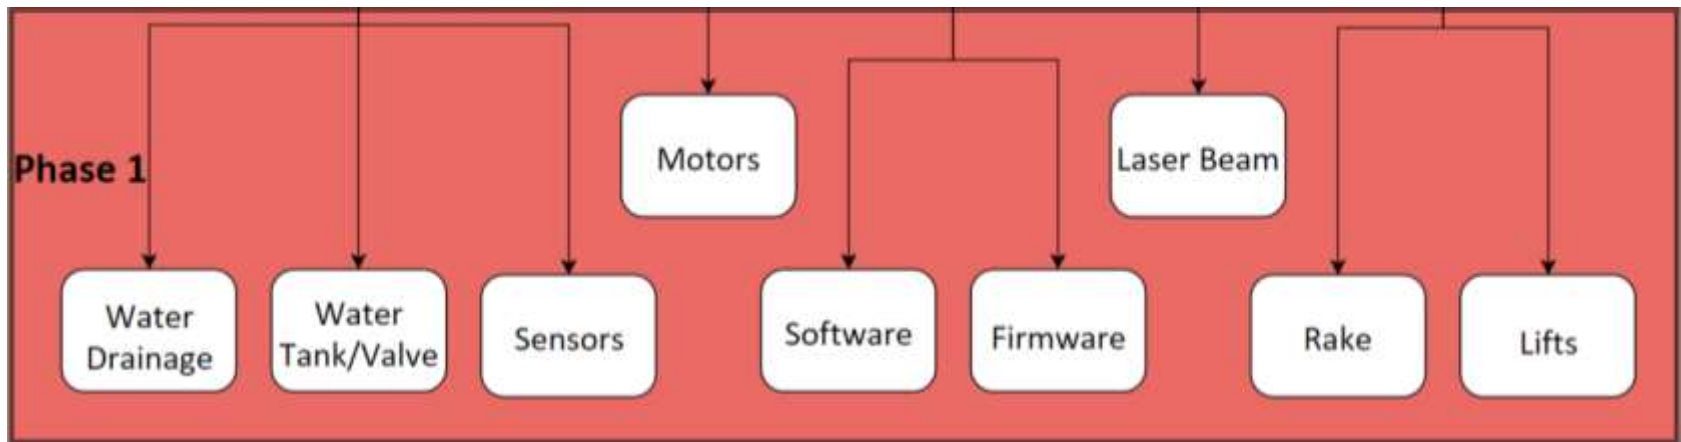 Motors
Laser Beam
Phase 1
Water
Drainage
Water
Tank/Valve
Sensors
Software
Firmware
Rake
Lifts